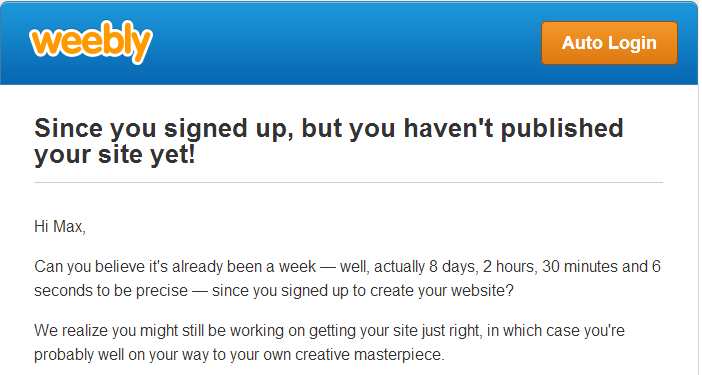 weebly
Auto Login
Since you signed up, but you haven't published
your site yet!
Hi Max,
Can you believe it's already been a week — well, actually 8 days, 2 hours, 30 minutes and 6
seconds to be precise — since you signed up to create your website?
We realize you might still be working on getting your site just right, in which case you're
probably well on your way to your own creative masterpiece.